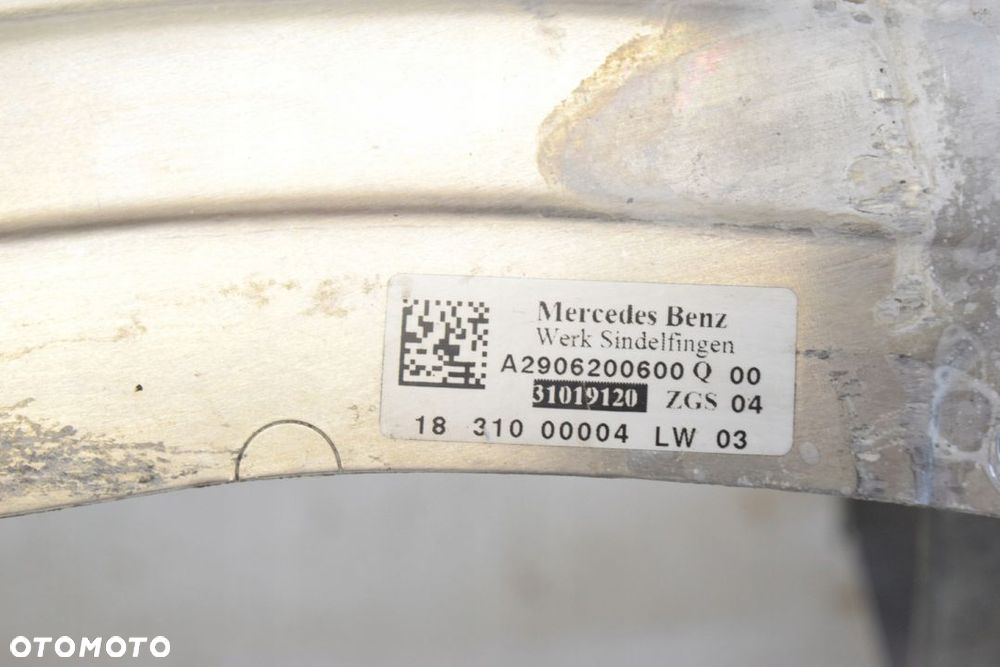 Mercedes Benz
Werk Sindelfingen
A2906200600 Q 00
31019120 ZGS 04
18 310 00004 LW 03
OTOMOTO